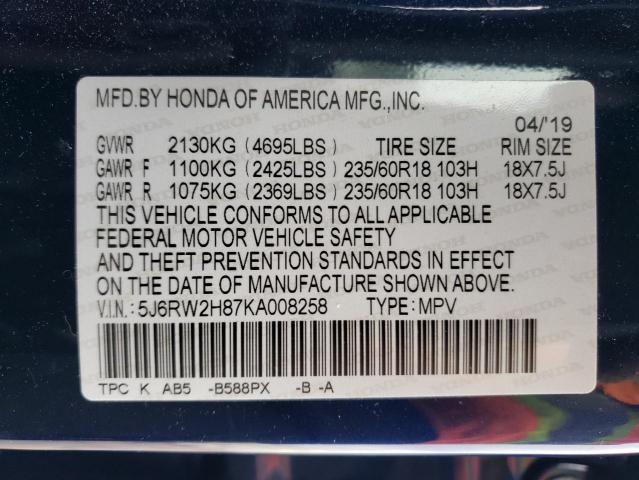 MFD.BY HONDA OF AMERICA MFG.,INC.
04/'19
GVWR 2130KG (4695LBS) TIRE SIZE RIM SIZE
GAWR F 1100KG (2425LBS) 235/60R18 103H 18X7.5J
GAWR R 1075KG (2369LBS) 235/60R18 103H 18X7.5J
THIS VEHICLE CONFORMS TO ALL APPLICABLE
FEDERAL MOTOR VEHICLE SAFETY
AND THEFT PREVENTION STANDARDS IN EFFECT
ON THE DATE OF MANUFACTURE SHOWN ABOVE.
V.I.N.: 5J6RW2H87KA008258 TYPE: MPV
TPC K AB5 -B588PX -B -A